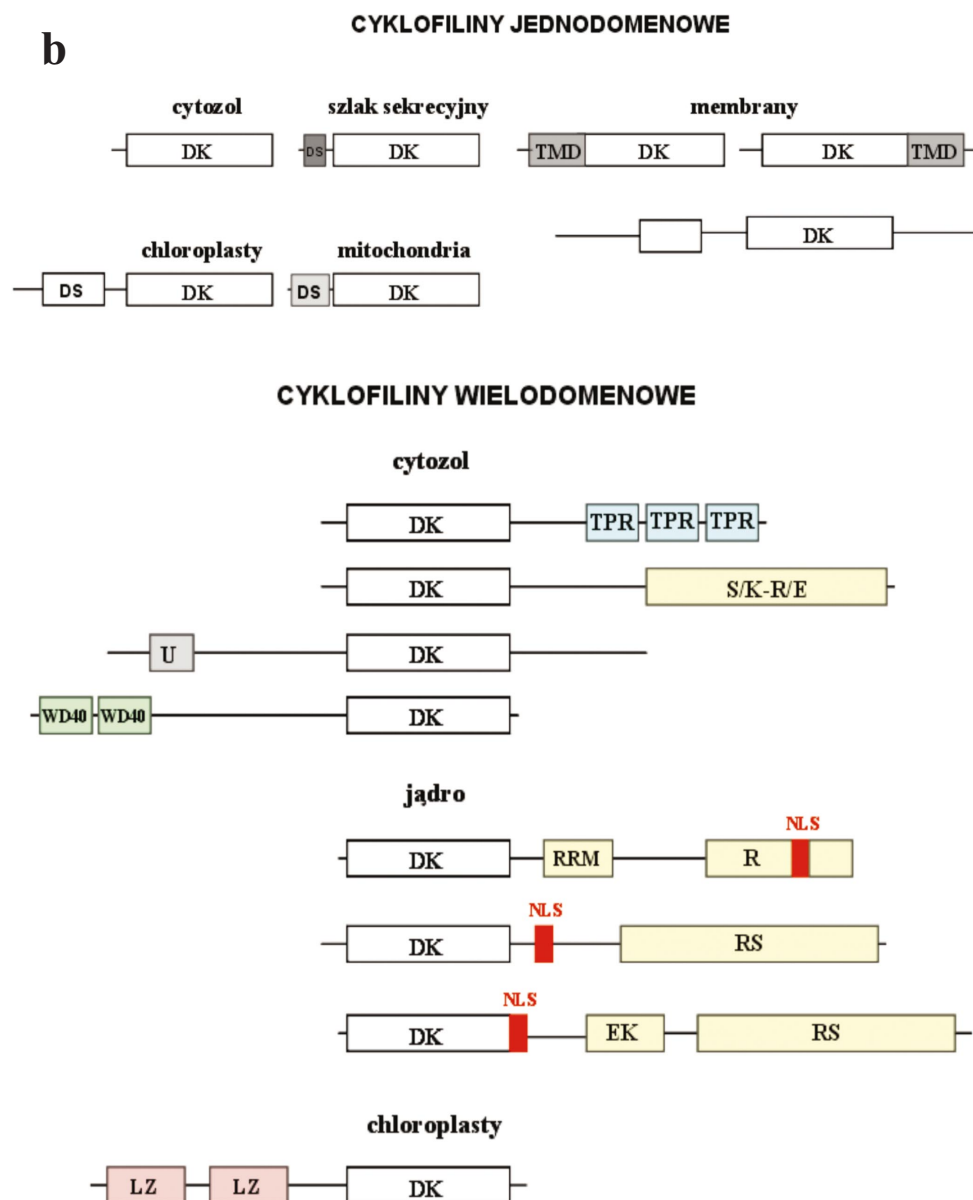 b
CYKLOFILINY JEDNODOMENOWE
cytozol szlak sekrecyjny membrany
DK DS DK TMD DK DK TMD
DK
chloroplasty mitochondria
DS DK DS DK
CYKLOFILINY WIELODOMENOWE
cytozol
DK TPR TPR TPR
DK S/K-R/E
U DK
WD40 WD40 DK
jądro
NLS
DK RRM R
NLS
DK RS
NLS
DK EK RS
chloroplasty
LZ LZ DK